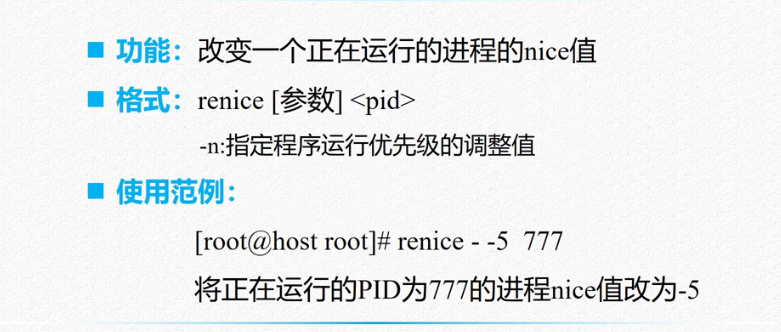 功能：改变一个正在运行的进程的nice值
格式：renice [参数] <pid>
-n:指定程序运行优先级的调整值
使用范例：
[root@host root]# renice - -5  777
将正在运行的PID为777的进程nice值改为-5